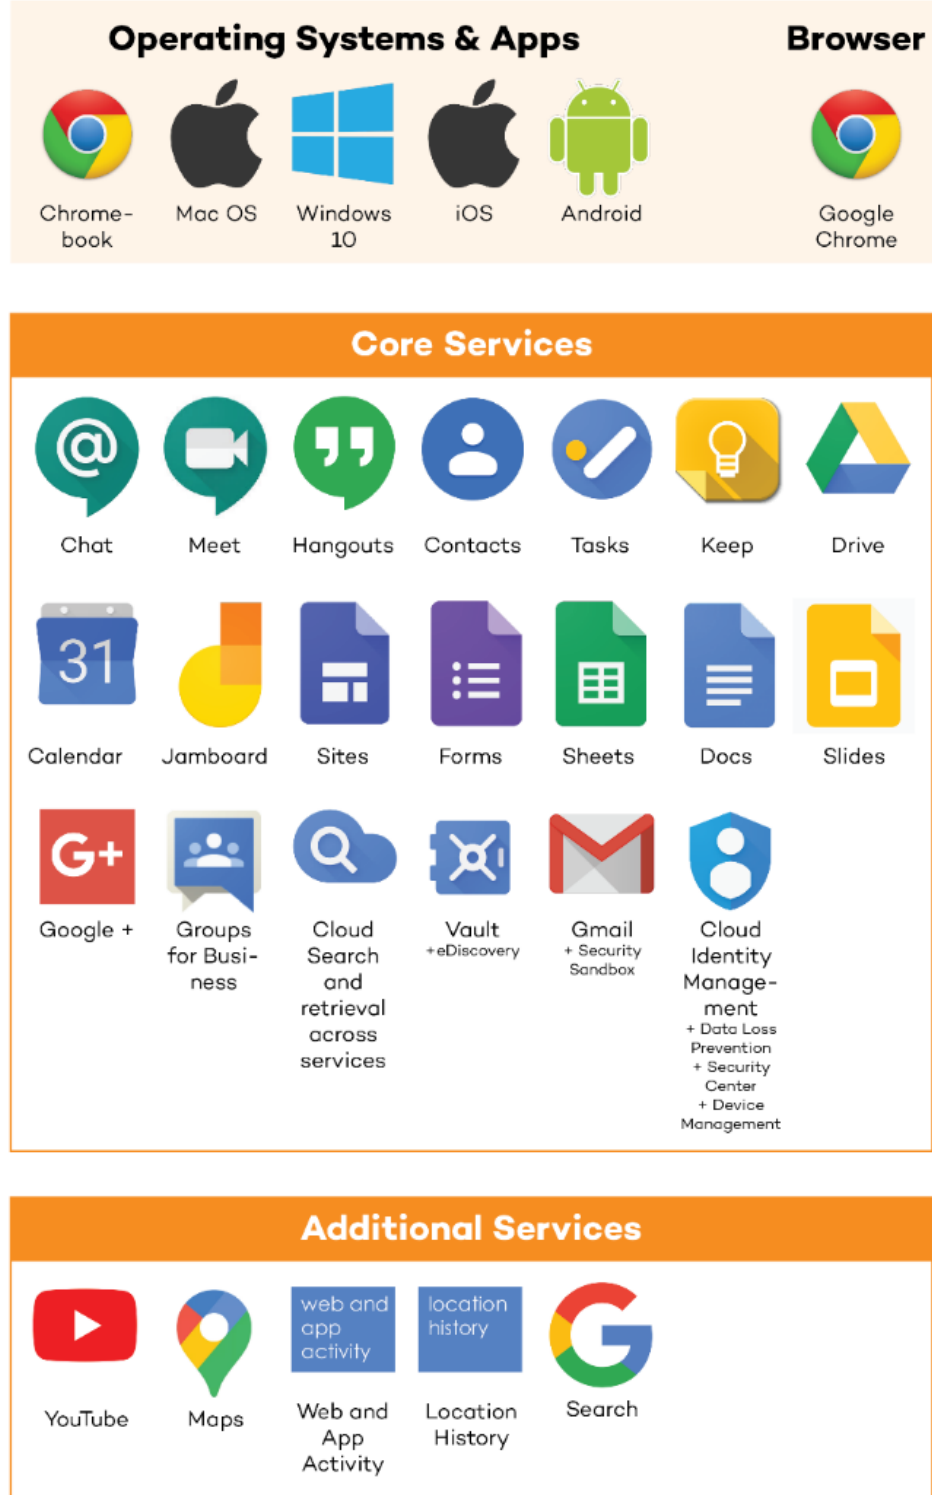 Operating Systems & Apps
Browser
Chrome-
book
Mac OS
Windows
10
iOS
Android
Google
Chrome
Core Services
Chat
Meet
Hangouts
Contacts
Tasks
Keep
Drive
31
Calendar
Jamboard
Sites
Forms
Sheets
Docs
Slides
G+
Google +
Groups
for Busi-
ness
Cloud
Search
and
retrieval
across
services
Vault
+eDiscovery
Gmail
+ Security
Sandbox
Cloud
Identity
Manage-
ment
+ Data Loss
Prevention
+ Security
Center
+ Device
Management
Additional Services
YouTube
Maps
web and
app
activity
Web and
App
Activity
location
history
Location
History
G
Search